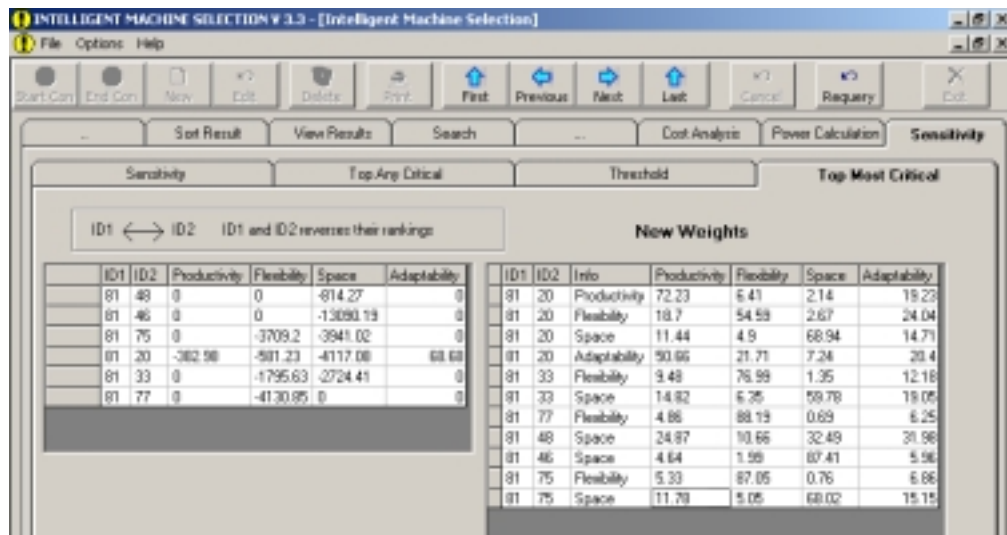 INTELLIGENT MACHINE SELECTION V 3.3 - [Intelligent Machine Selection]
File Options Help
Start Con End Con New Edit Delete Print First Previous Next Last Cancel Requery Exit
.. Sort Result View Results Search ... Cost Analysis Power Calculation Sensitivity
Sensitivity Top Any Critical Threshold Top Most Critical
ID1 ID2 ID1 and ID2 reverses their rankings
New Weights
ID1 ID2 Productivity Flexibility Space Adaptability
81 48 0 0 -814.27 0
81 46 0 0 -13090.19 0
81 75 0 -3709.2 -3941.02 0
81 20 -382.98 -981.23 -4117.08 68.68
81 33 0 -1795.63 -2724.41 0
81 77 0 -4130.85 0 0
ID1 ID2 Info Productivity Flexibility Space Adaptability
81 20 Productivity 72.23 6.41 2.14 19.23
81 20 Flexibility 18.7 54.59 2.67 24.04
81 20 Space 11.44 4.9 68.94 14.71
81 20 Adaptability 50.66 21.71 7.24 20.4
81 33 Flexibility 9.48 76.99 1.35 12.18
81 33 Space 14.82 6.35 59.78 19.05
81 77 Flexibility 4.86 88.19 0.69 6.25
81 48 Space 24.87 10.66 32.49 31.98
81 46 Space 4.64 1.99 87.41 5.96
81 75 Flexibility 5.33 87.05 0.76 6.86
81 75 Space 11.78 5.05 68.02 15.15